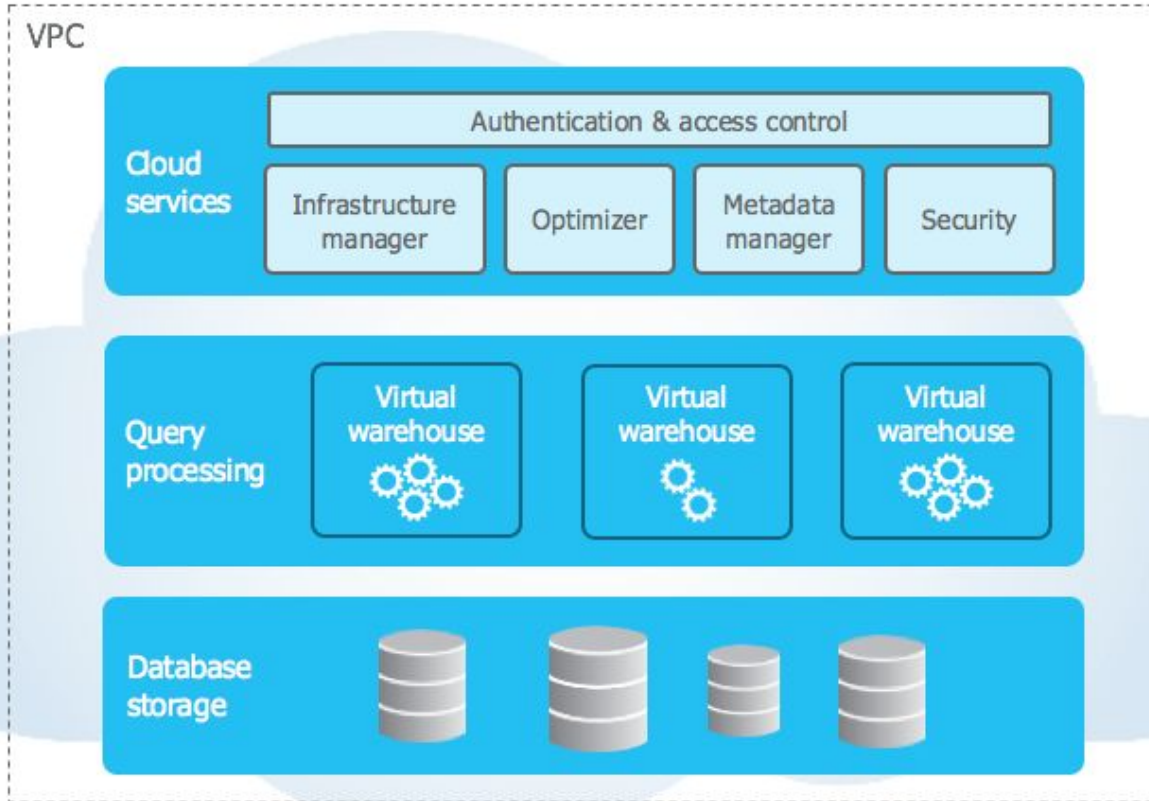 VPC
Authentication & access control
Cloud
services
Infrastructure
manager
Optimizer
Metadata
manager
Security
Query
processing
Virtual
warehouse
Virtual
warehouse
Virtual
warehouse
Database
storage